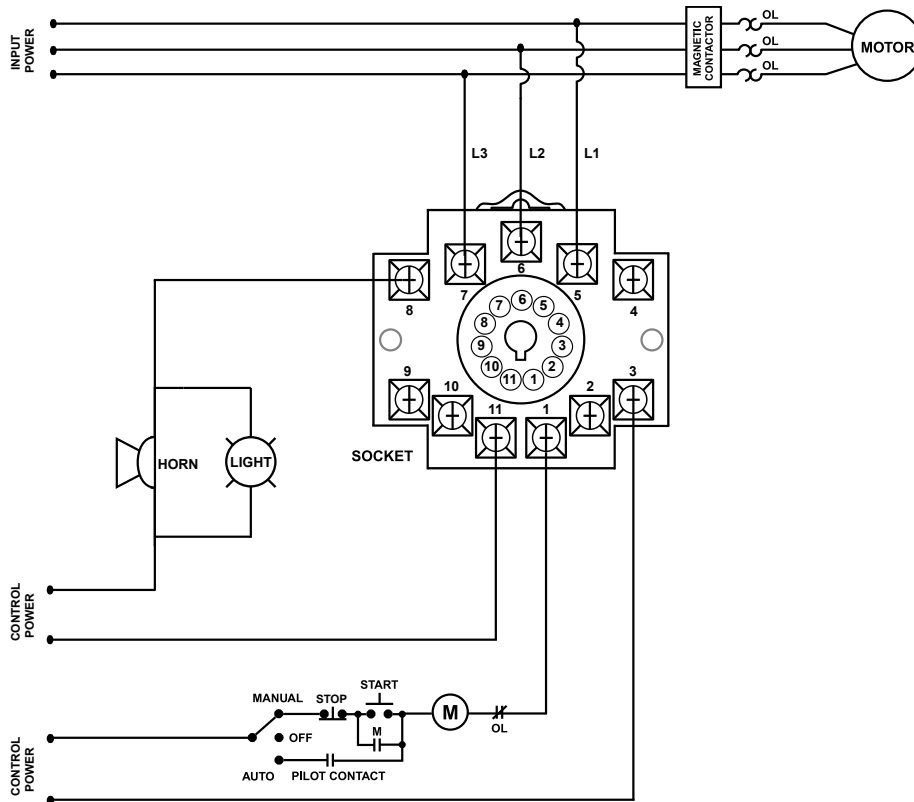 INPUT
POWER
MAGNETIC
CONTACTOR
OL
OL
OL
MOTOR
L3
L2
L1
8
7
6
5
4
6
7
5
8
4
9
3
10
2
11
1
9
10
11
1
2
3
SOCKET
HORN
LIGHT
CONTROL
POWER
MANUAL
STOP
START
M
OFF
M
OL
AUTO
PILOT CONTACT
CONTROL
POWER